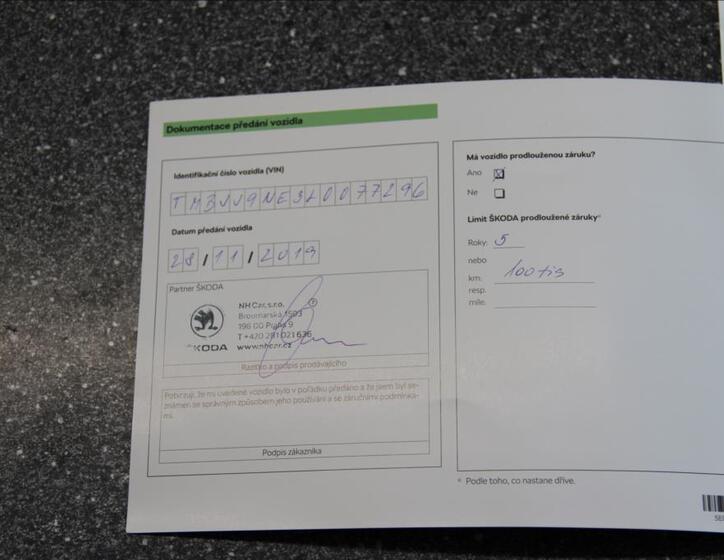 Dokumentace předání vozidla
Identifikační číslo vozidla (VIN)
TMBJJ9NE3L0077296
Datum předání vozidla
28/11/2019
Partner ŠKODA
NH Car, s.r.o.
Broumarská 1503
196 00 Praha 9
T +420 281 021 636
www.nhcar.cz
ŠKODA
Razítko a podpis prodávajícího
Potvrzuji, že mi uvedené vozidlo bylo v pořádku předáno a že jsem byl se-
známen se správným způsobem jeho používání a se záručními podmínka-
mi.
Podpis zákazníka
Má vozidlo prodlouženou záruku?
Ano
Ne
Limit ŠKODA prodloužené záruky*
Roky: 5
nebo
km: 100 tis
resp.
míle:
* Podle toho, co nastane dříve.